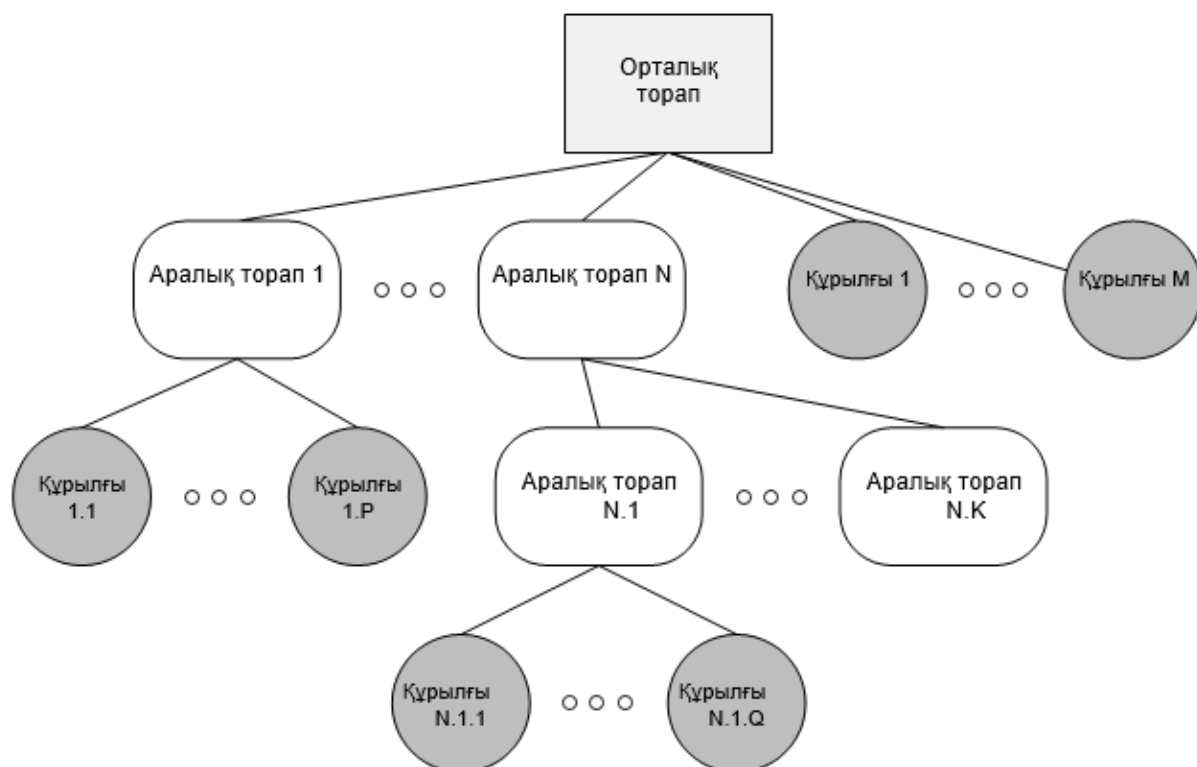 Орталық
торап
Аралық торап 1
Аралық торап N
Құрылғы 1
Құрылғы M
Құрылғы
1.1
Құрылғы
1.P
Аралық торап
N.1
Аралық торап
N.K
Құрылғы
N.1.1
Құрылғы
N.1.Q